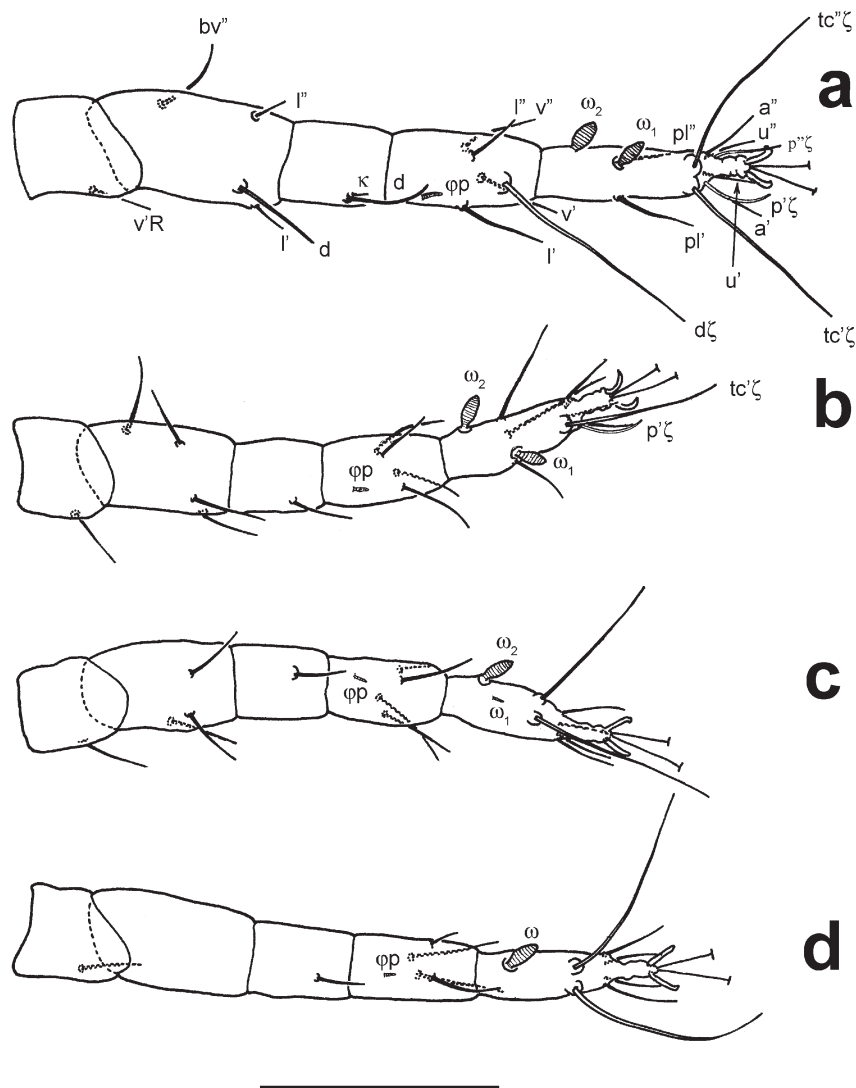 tc”ζ
bv”
a
l”
l” v”
ω2
ω1
pl”
a”
u”
p”ζ
κ
d
φp
v’R
l’
d
l’
v’
pl’
p’ζ
a’
u’
dζ
tc’ζ
ω2
tc’ζ
b
p’ζ
φp
ω1
ω2
c
φp
ω1
ω
d
φp